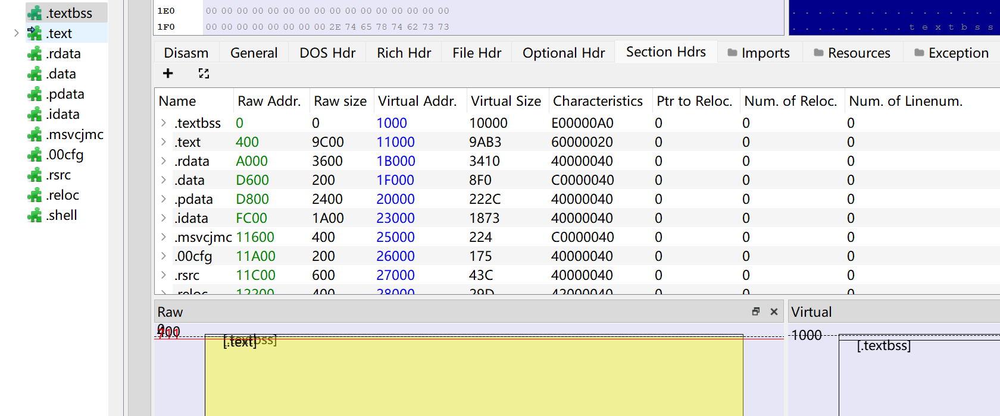 .textbss
.text
.rdata
.data
.pdata
.idata
.msvcjmc
.00cfg
.rsrc
.reloc
.shell
1E0 00 00 00 00 00 00 00 00 00 00 00 00 00 00 00 00 . . . . . . . . . . . . . . . .
1F0 00 00 00 00 00 00 00 00 2E 74 65 78 74 62 73 73 . . . . . . . . . t e x t b s s
Disasm General DOS Hdr Rich Hdr File Hdr Optional Hdr Section Hdrs Imports Resources Exception
Name Raw Addr. Raw size Virtual Addr. Virtual Size Characteristics Ptr to Reloc. Num. of Reloc. Num. of Linenum.
.textbss 0 0 1000 10000 E00000A0 0 0 0
.text 400 9C00 11000 9AB3 60000020 0 0 0
.rdata A000 3600 1B000 3410 40000040 0 0 0
.data D600 200 1F000 8F0 C0000040 0 0 0
.pdata D800 2400 20000 222C 40000040 0 0 0
.idata FC00 1A00 23000 1873 40000040 0 0 0
.msvcjmc 11600 400 25000 224 C0000040 0 0 0
.00cfg 11A00 200 26000 175 40000040 0 0 0
.rsrc 11C00 600 27000 43C 40000040 0 0 0
.reloc 12200 400 28000 29D 42000040 0 0 0
Raw
0
400
[.textbss]
[.text]
Virtual
1000
[.textbss]